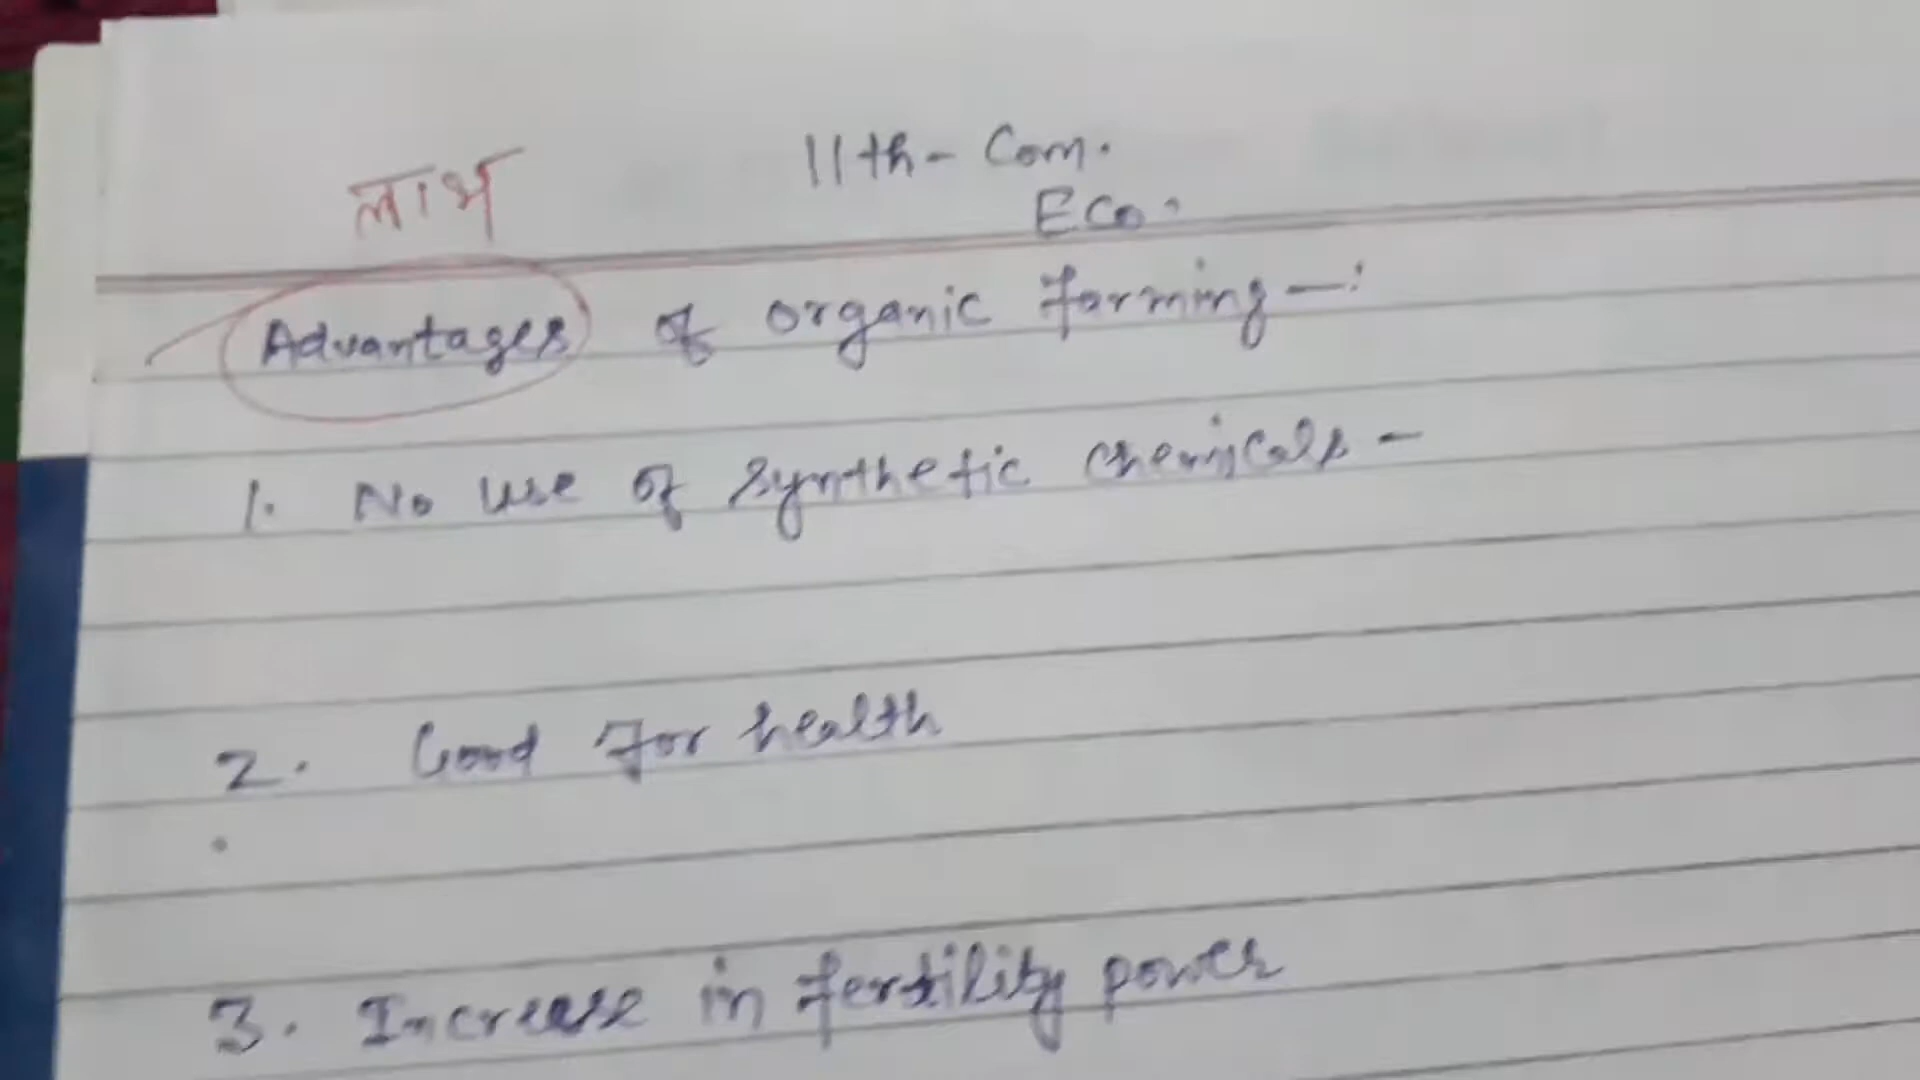 लाभ
11th - Com.
Eco.
Advantages of organic farming -:
1. No use of synthetic chemicals -
2. Good for health
3. Increase in fertility power